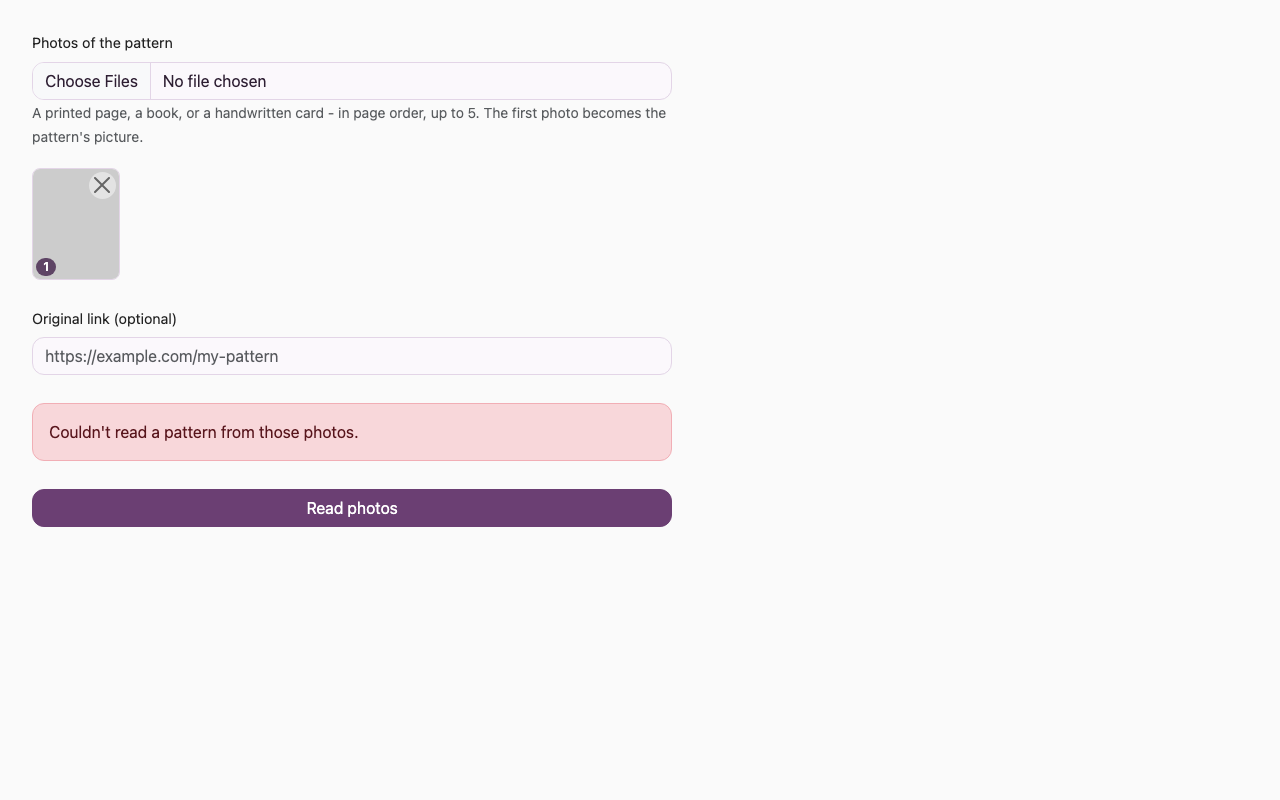 Photos of the pattern
Choose Files No file chosen
A printed page, a book, or a handwritten card - in page order, up to 5. The first photo becomes the
pattern's picture.
1
Original link (optional)
https://example.com/my-pattern
Couldn't read a pattern from those photos.
Read photos